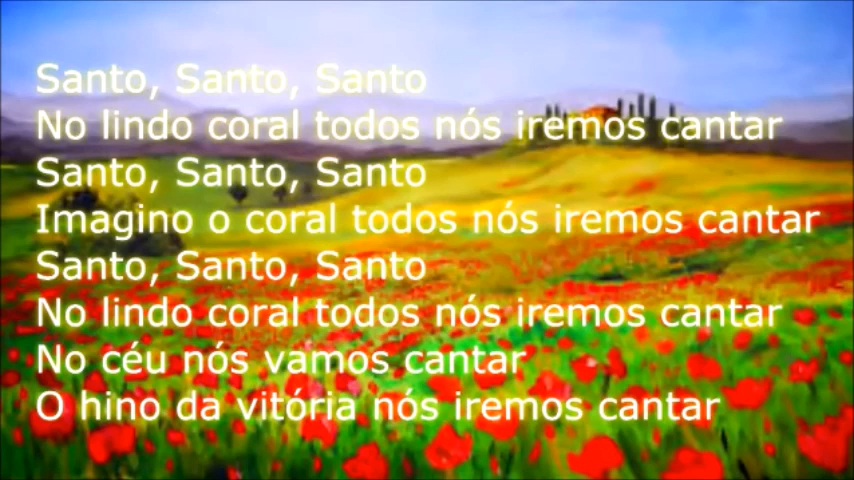 Santo, Santo, Santo
No lindo coral todos nós iremos cantar
Santo, Santo, Santo
Imagino o coral todos nós iremos cantar
Santo, Santo, Santo
No lindo coral todos nós iremos cantar
No céu nós vamos cantar
O hino da vitória nós iremos cantar